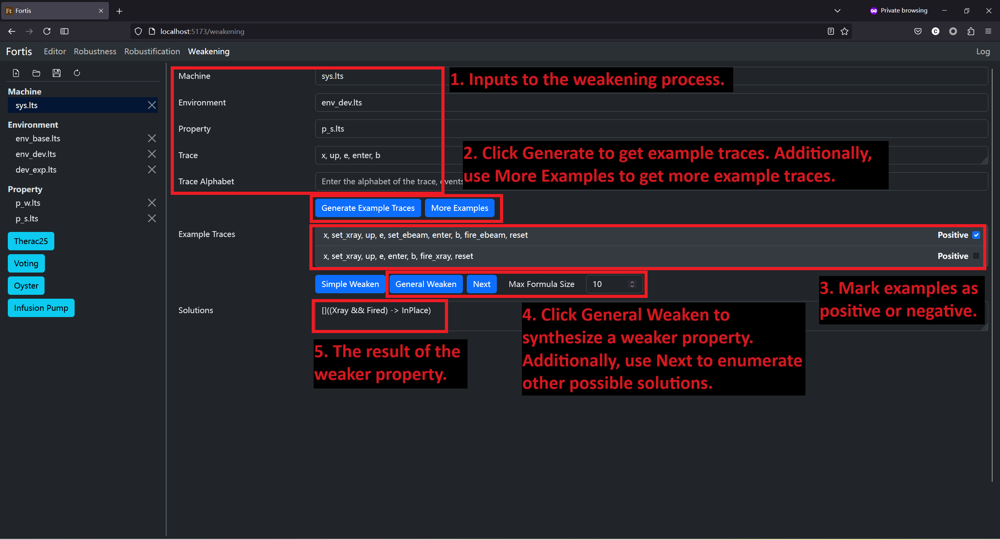 Fortis
Private browsing
localhost:5173/weakening
Fortis Editor Robustness Robustification Weakening Log
Machine
sys.lts
Environment
env_base.lts
env_dev.lts
dev_exp.lts
Property
p_w.lts
p_s.lts
Therac25
Voting
Oyster
Infusion Pump
Machine sys.lts
1. Inputs to the weakening process.
Environment env_dev.lts
Property p_s.lts
Trace x, up, e, enter, b
2. Click Generate to get example traces. Additionally,
use More Examples to get more example traces.
Trace Alphabet Enter the alphabet of the trace, events
Generate Example Traces More Examples
Example Traces x, set_xray, up, e, set_ebeam, enter, b, fire_ebeam, reset Positive
x, set_xray, up, e, enter, b, fire_xray, reset Positive
Simple Weaken General Weaken Next Max Formula Size 10
3. Mark examples as
positive or negative.
Solutions []((Xray && Fired) -> InPlace)
4. Click General Weaken to
synthesize a weaker property.
Additionally, use Next to enumerate
other possible solutions.
5. The result of the
weaker property.